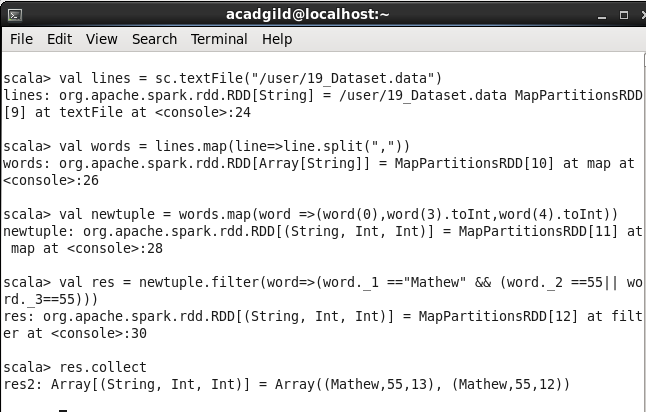 acadgild@localhost:~
File Edit View Search Terminal Help
scala> val lines = sc.textFile("/user/19_Dataset.data")
lines: org.apache.spark.rdd.RDD[String] = /user/19_Dataset.data MapPartitionsRDD
[9] at textFile at <console>:24
scala> val words = lines.map(line=>line.split(","))
words: org.apache.spark.rdd.RDD[Array[String]] = MapPartitionsRDD[10] at map at
<console>:26
scala> val newtuple = words.map(word =>(word(0),word(3).toInt,word(4).toInt))
newtuple: org.apache.spark.rdd.RDD[(String, Int, Int)] = MapPartitionsRDD[11] at
map at <console>:28
scala> val res = newtuple.filter(word=>(word._1 =="Mathew" && (word._2 ==55|| wo
rd._3==55)))
res: org.apache.spark.rdd.RDD[(String, Int, Int)] = MapPartitionsRDD[12] at filt
er at <console>:30
scala> res.collect
res2: Array[(String, Int, Int)] = Array((Mathew,55,13), (Mathew,55,12))